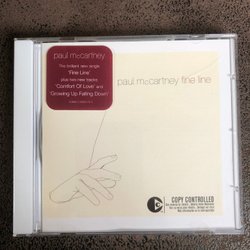 paul mccartney
The brilliant new single
'Fine Line'
plus two new tracks
'Comfort Of Love' and
'Growing Up Falling Down'
paul mccartney fine line
COPY CONTROLLED